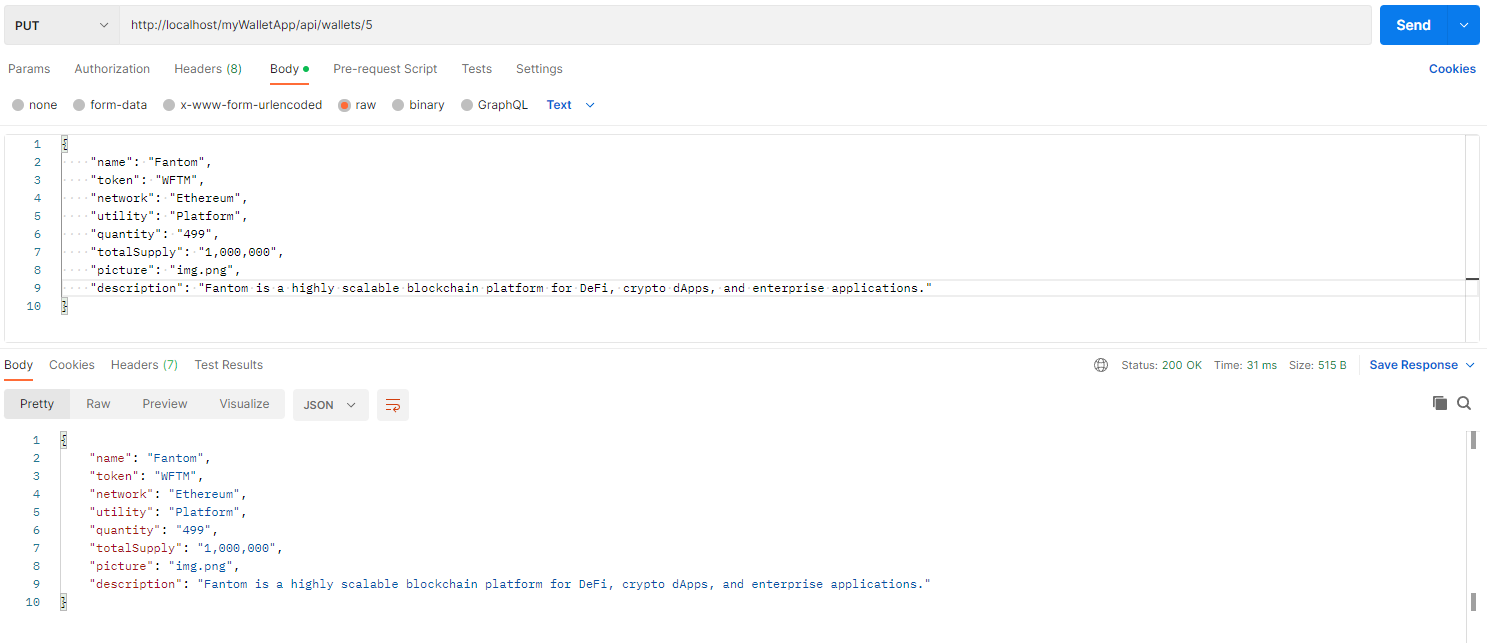 PUT http://localhost/myWalletApp/api/wallets/5 Send
Params Authorization Headers (8) Body Pre-request Script Tests Settings Cookies
none form-data x-www-form-urlencoded raw binary GraphQL Text
1 {
2 "name": "Fantom",
3 "token": "WFTM",
4 "network": "Ethereum",
5 "utility": "Platform",
6 "quantity": "499",
7 "totalSupply": "1,000,000",
8 "picture": "img.png",
9 "description": "Fantom is a highly scalable blockchain platform for DeFi, crypto dApps, and enterprise applications."
10 }
Body Cookies Headers (7) Test Results Status: 200 OK Time: 31 ms Size: 515 B Save Response
Pretty Raw Preview Visualize JSON
1 {
2 "name": "Fantom",
3 "token": "WFTM",
4 "network": "Ethereum",
5 "utility": "Platform",
6 "quantity": "499",
7 "totalSupply": "1,000,000",
8 "picture": "img.png",
9 "description": "Fantom is a highly scalable blockchain platform for DeFi, crypto dApps, and enterprise applications."
10 }